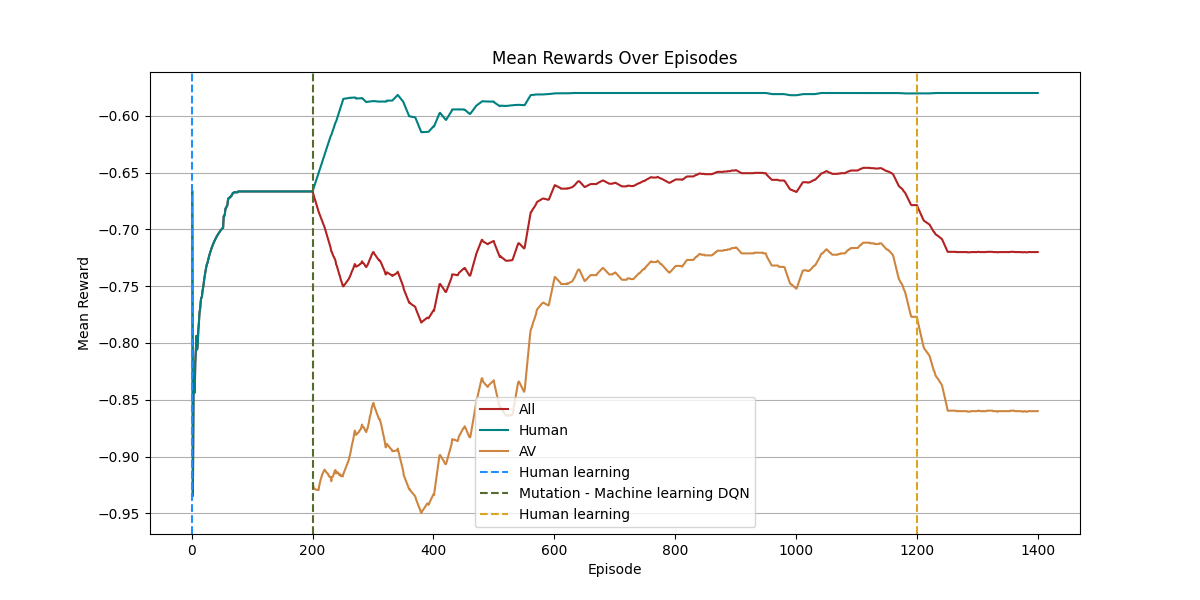 Mean Rewards Over Episodes
Mean Reward
−0.60
−0.65
−0.70
−0.75
−0.80
−0.85
−0.90
−0.95
All
Human
AV
Human learning
Mutation - Machine learning DQN
Human learning
0 200 400 600 800 1000 1200 1400
Episode